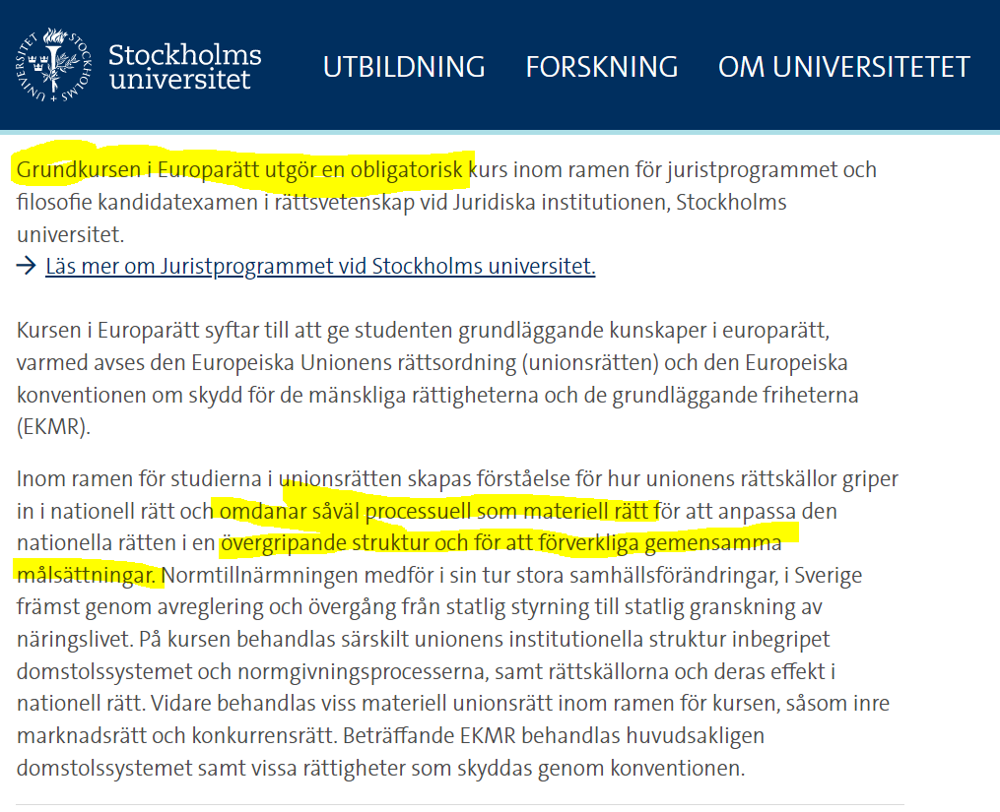 UNIVERSITET STOCKHOLMS
Stockholms
universitet
UTBILDNING FORSKNING OM UNIVERSITETET
Grundkursen i Europarätt utgör en obligatorisk kurs inom ramen för juristprogrammet och
filosofie kandidatexamen i rättsvetenskap vid Juridiska institutionen, Stockholms
universitet.
→ Läs mer om Juristprogrammet vid Stockholms universitet.
Kursen i Europarätt syftar till att ge studenten grundläggande kunskaper i europarätt,
varmed avses den Europeiska Unionens rättsordning (unionsrätten) och den Europeiska
konventionen om skydd för de mänskliga rättigheterna och de grundläggande friheterna
(EKMR).
Inom ramen för studierna i unionsrätten skapas förståelse för hur unionens rättskällor griper
in i nationell rätt och omdanar såväl processuell som materiell rätt för att anpassa den
nationella rätten i en övergripande struktur och för att förverkliga gemensamma
målsättningar. Normtillnärmningen medför i sin tur stora samhällsförändringar, i Sverige
främst genom avreglering och övergång från statlig styrning till statlig granskning av
näringslivet. På kursen behandlas särskilt unionens institutionella struktur inbegripet
domstolssystemet och normgivningsprocesserna, samt rättskällorna och deras effekt i
nationell rätt. Vidare behandlas viss materiell unionsrätt inom ramen för kursen, såsom inre
marknadsrätt och konkurrensrätt. Beträffande EKMR behandlas huvudsakligen
domstolssystemet samt vissa rättigheter som skyddas genom konventionen.